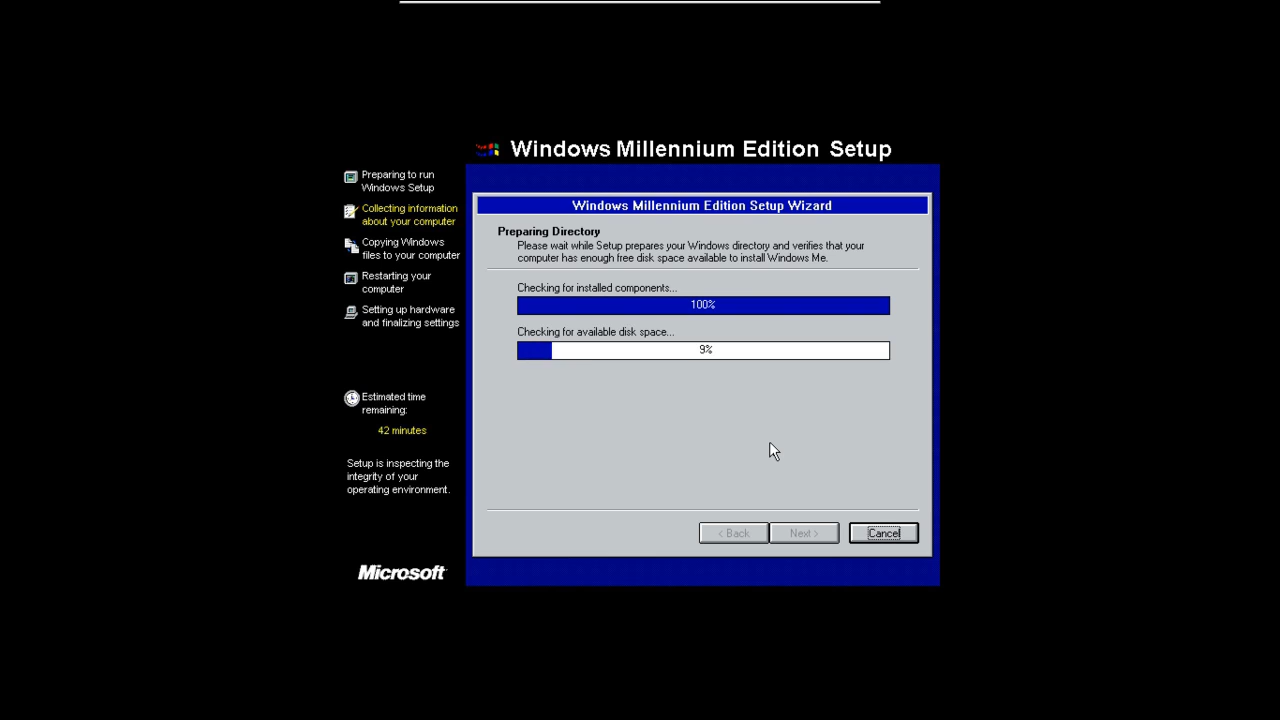 Windows Millennium Edition Setup
Preparing to run
Windows Setup
Collecting information
about your computer
Copying Windows
files to your computer
Restarting your
computer
Setting up hardware
and finalizing settings
Estimated time
remaining:
42 minutes
Setup is inspecting the
integrity of your
operating environment.
Microsoft
Windows Millennium Edition Setup Wizard
Preparing Directory
Please wait while Setup prepares your Windows directory and verifies that your
computer has enough free disk space available to install Windows Me.
Checking for installed components...
100%
Checking for available disk space...
9%
< Back
Next >
Cancel